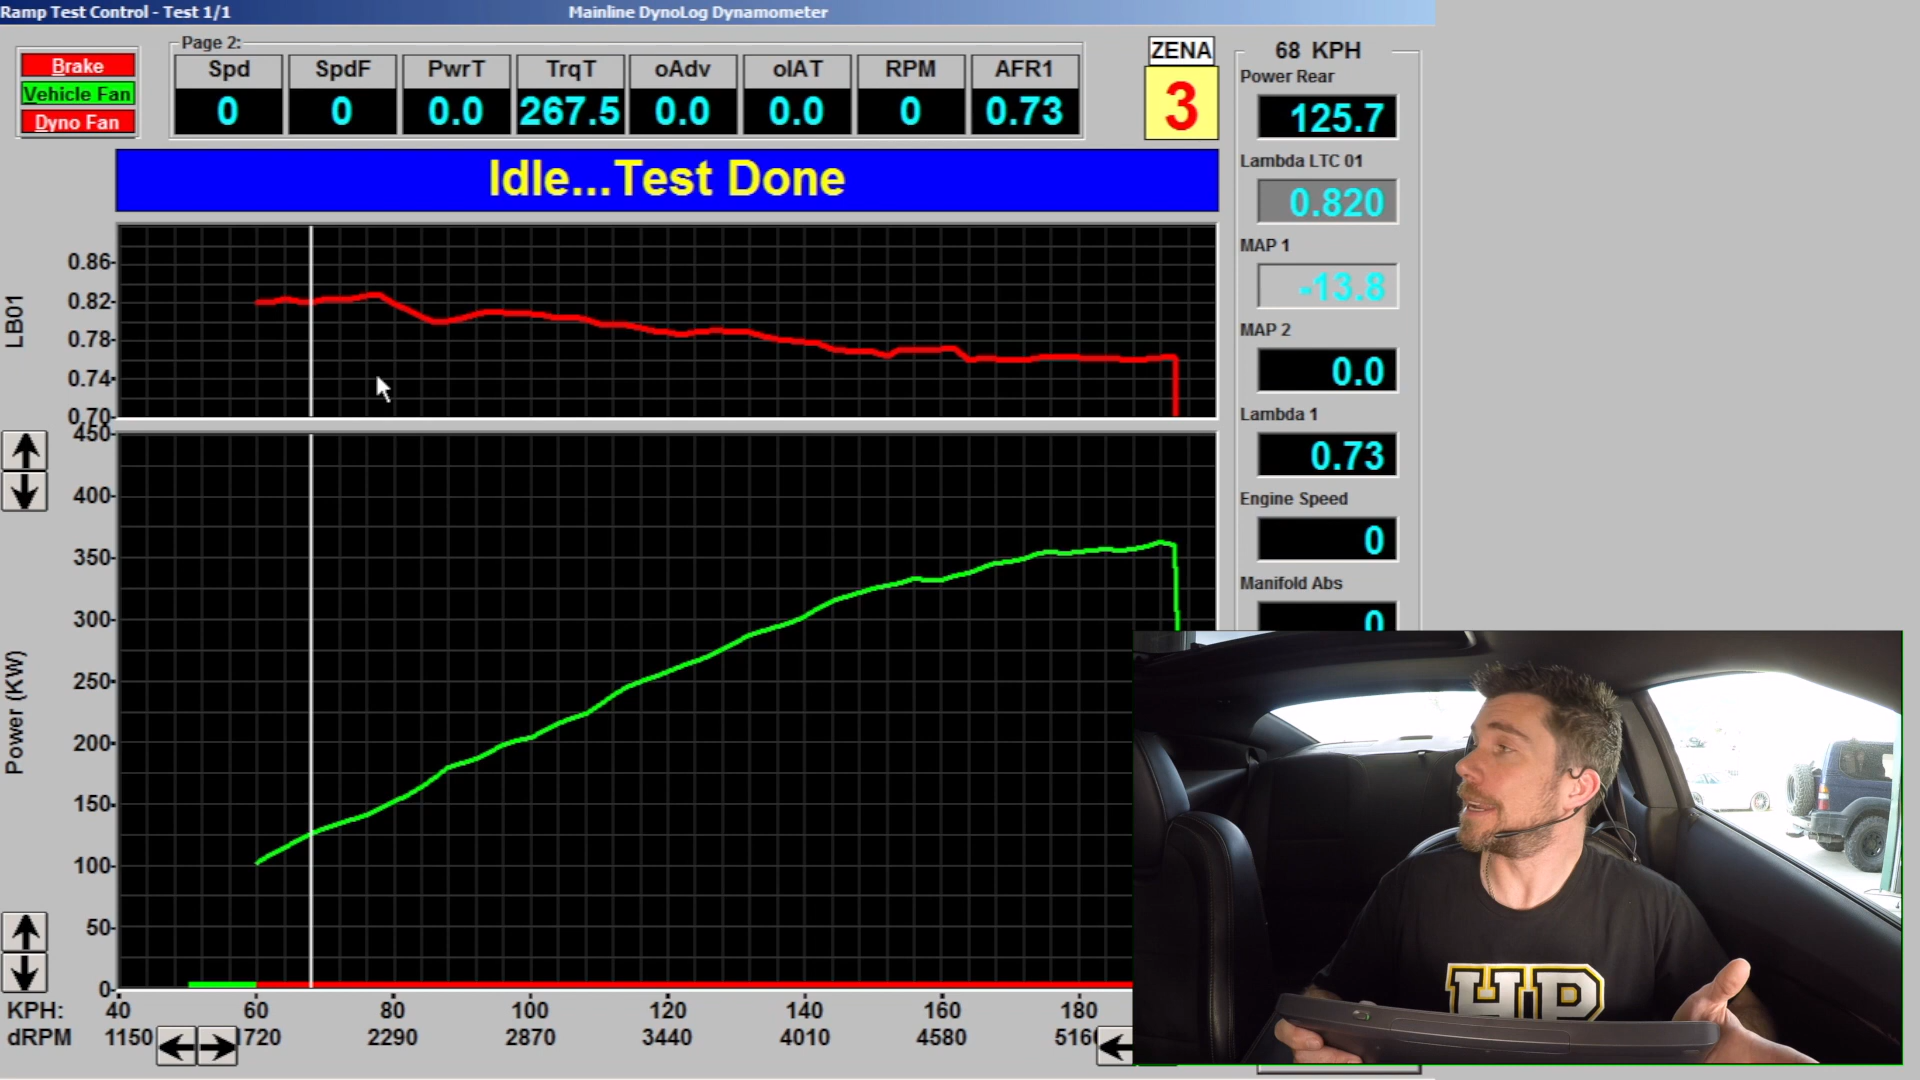 Ramp Test Control - Test 1/1
Mainline DynoLog Dynamometer
Brake
Vehicle Fan
Dyno Fan
Page 2:
Spd SpdF PwrT TrqT oAdv oIAT RPM AFR1
0 0 0.0 267.5 0.0 0.0 0 0.73
ZENA
3
68 KPH
Power Rear
125.7
Lambda LTC 01
0.820
MAP 1
-13.8
MAP 2
0.0
Lambda 1
0.73
Engine Speed
0
Manifold Abs
0
Idle...Test Done
LB01
0.86
0.82
0.78
0.74
0.70
Power (KW)
450
400
350
300
250
200
150
100
50
0
KPH: 40 60 80 100 120 140 160 180
dRPM 1150 1720 2290 2870 3440 4010 4580 516
HP